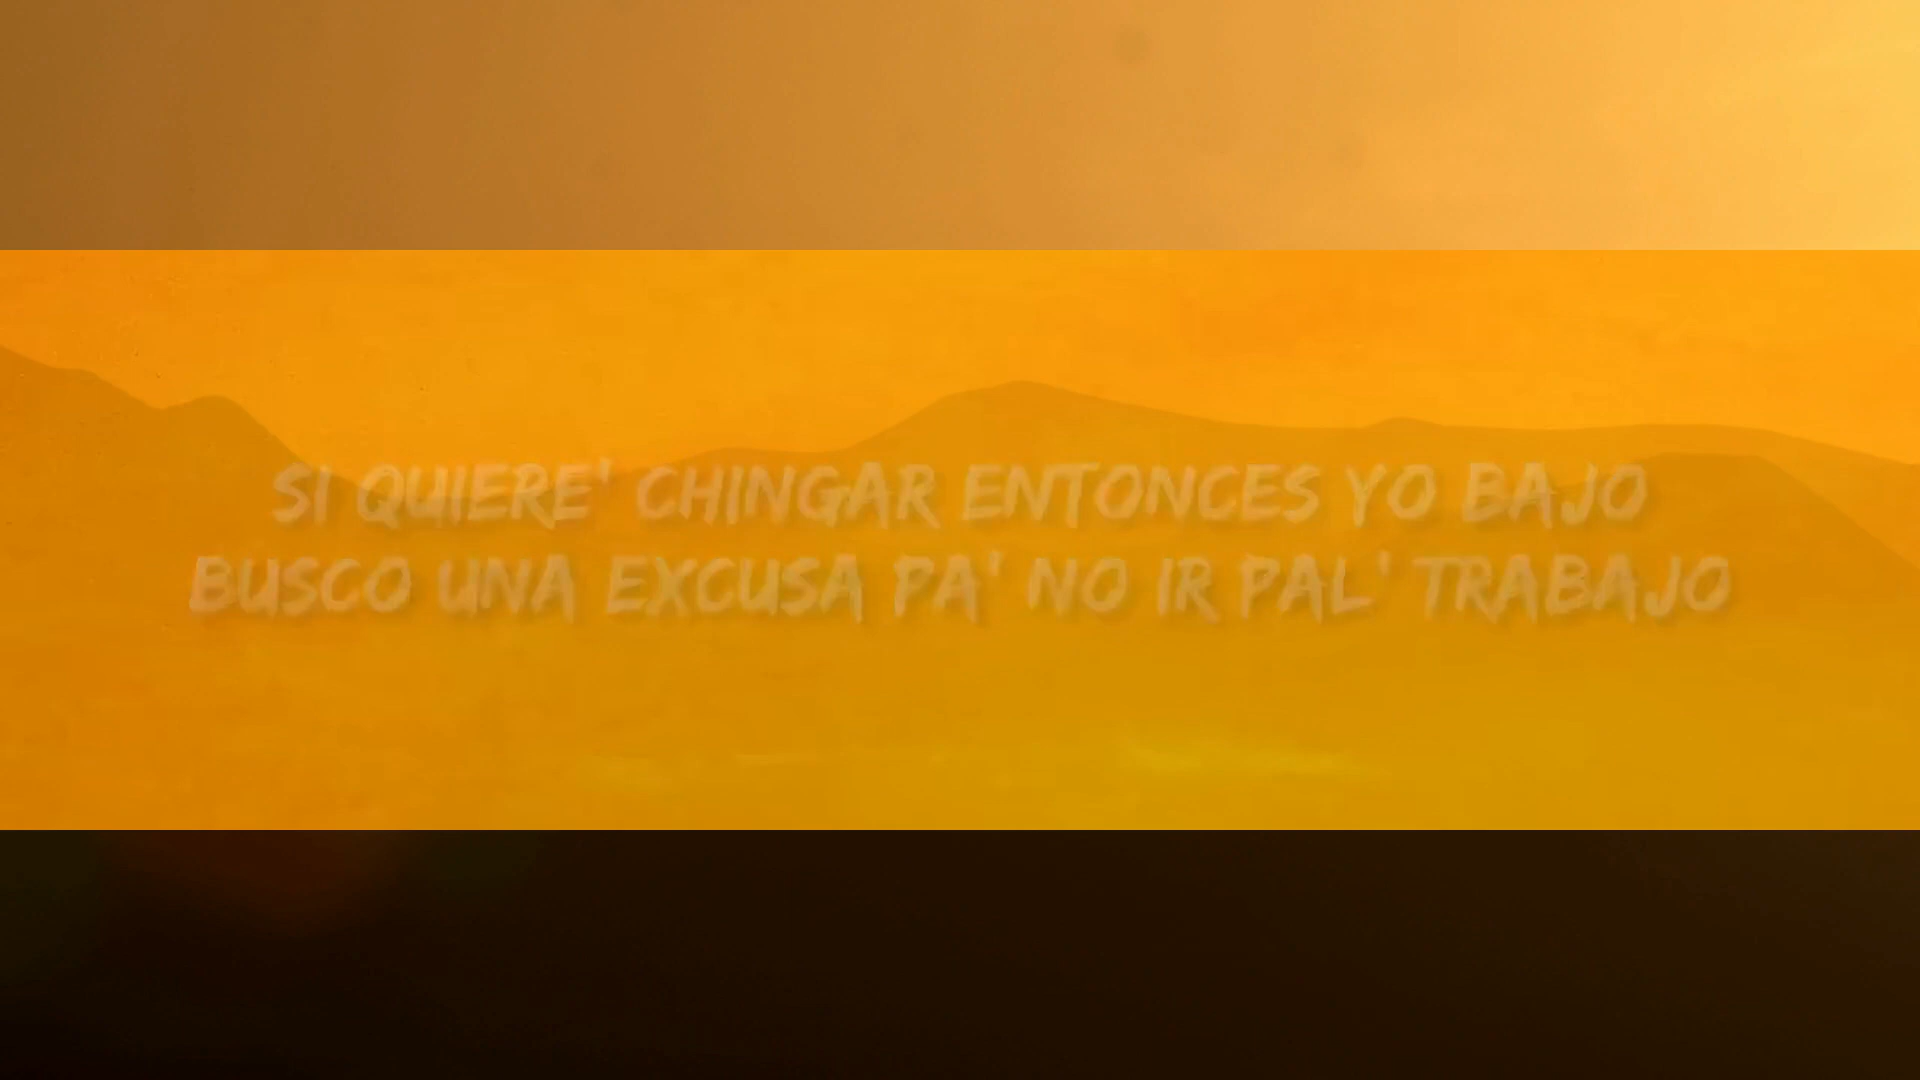 SI QUIERE' CHINGAR ENTONCES YO BAJO
BUSCO UNA EXCUSA PA' NO IR PAL' TRABAJO